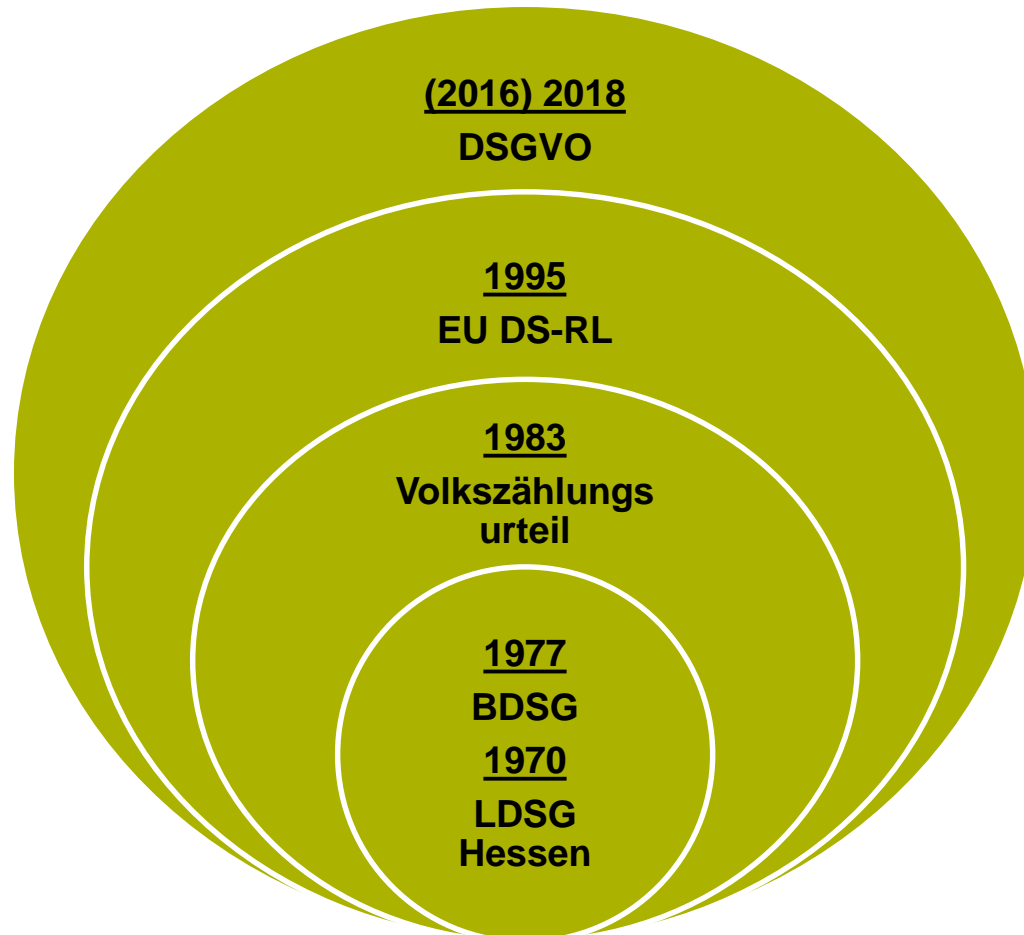 (2016) 2018
DSGVO
1995
EU DS-RL
1983
Volkszählungs
urteil
1977
BDSG
1970
LDSG
Hessen